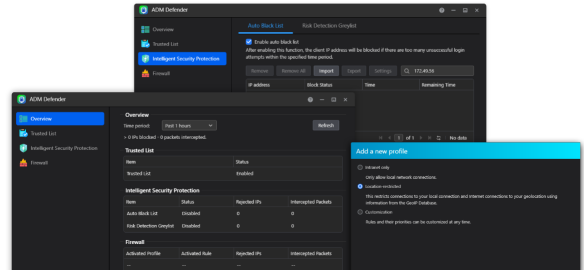 ADM Defender
Overview
Trusted List
Intelligent Security Protection
Firewall
Auto Black List
Risk Detection Greylist
Enable auto black list
After enabling this function, the client IP address will be blocked if there are too many unsuccessful login
attempts within the specified time period.
Remove
Remove All
Import
Export
Settings
172.49.58
IP address
Block Status
Time
Remaining Time
1 of 1
No data
ADM Defender
Overview
Trusted List
Intelligent Security Protection
Firewall
Overview
Time period:
Past 1 hours
Refresh
0 IPs blocked - 0 packets intercepted.
Trusted List
Item
Status
Trusted List
Enabled
Intelligent Security Protection
Item
Status
Rejected IPs
Intercepted Packets
Auto Black List
Disabled
0
0
Risk Detection Greylist
Disabled
0
0
Firewall
Activated Profile
Activated Rule
Rejected IPs
Intercepted Packets
Add a new profile
Intranet only
Only allow local network connections.
Location-restricted
This restricts connections to your local connection and internet connections to your geolocation using
information from the GeoIP Database.
Customization
Rules and their priorities can be customized at any time.